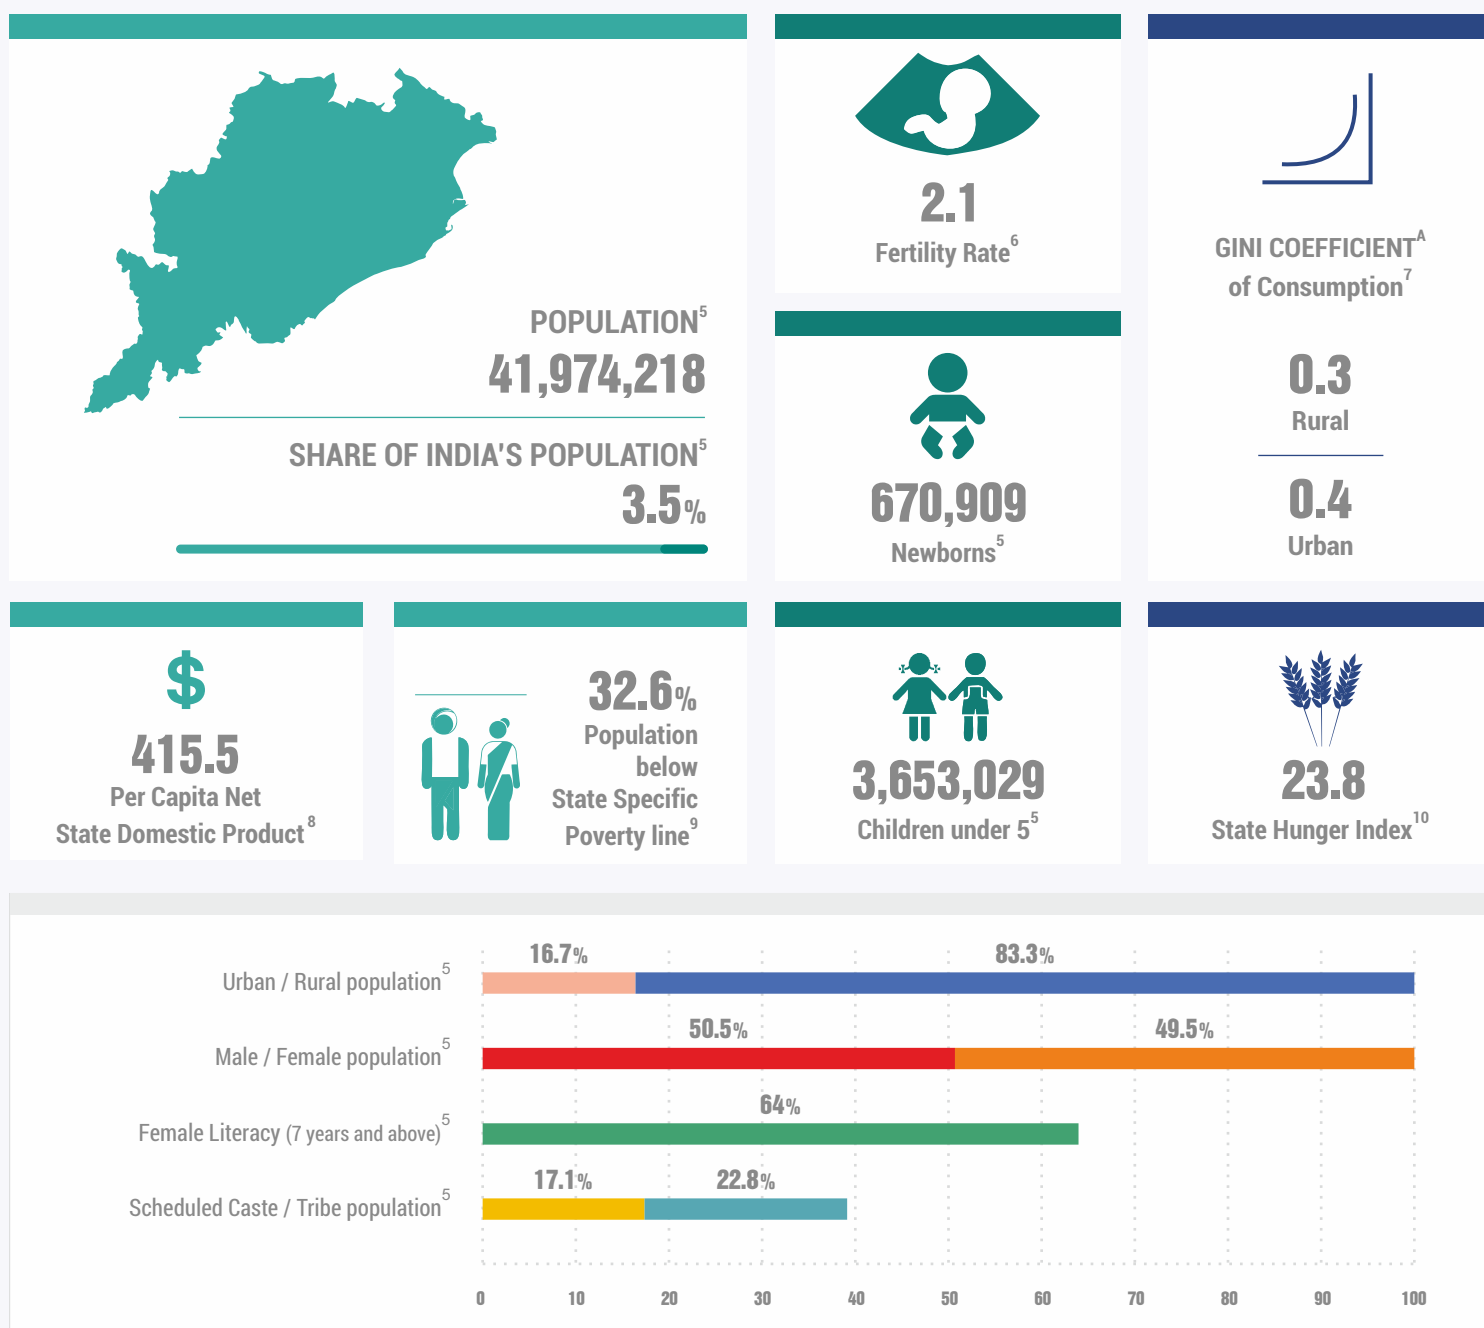 POPULATION5
41,974,218
SHARE OF INDIA'S POPULATION5
3.5%
2.1
Fertility Rate6
670,909
Newborns5
GINI COEFFICIENTA
of Consumption7
0.3
Rural
0.4
Urban
$
415.5
Per Capita Net
State Domestic Product8
32.6%
Population
below
State Specific
Poverty line9
3,653,029
Children under 55
23.8
State Hunger Index10
16.7% 83.3%
Urban / Rural population5
50.5% 49.5%
Male / Female population5
64%
Female Literacy (7 years and above)5
17.1% 22.8%
Scheduled Caste / Tribe population5
0 10 20 30 40 50 60 70 80 90 100